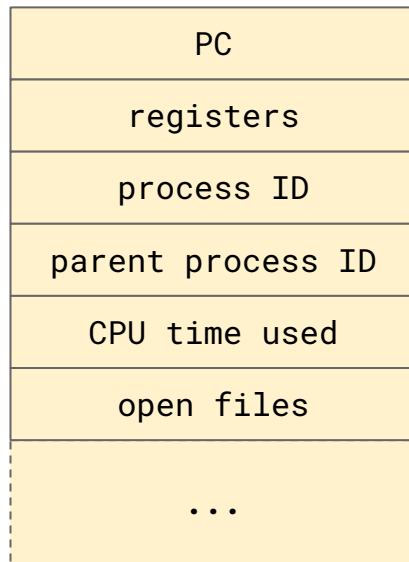 PC
registers
process ID
parent process ID
CPU time used
open files
...